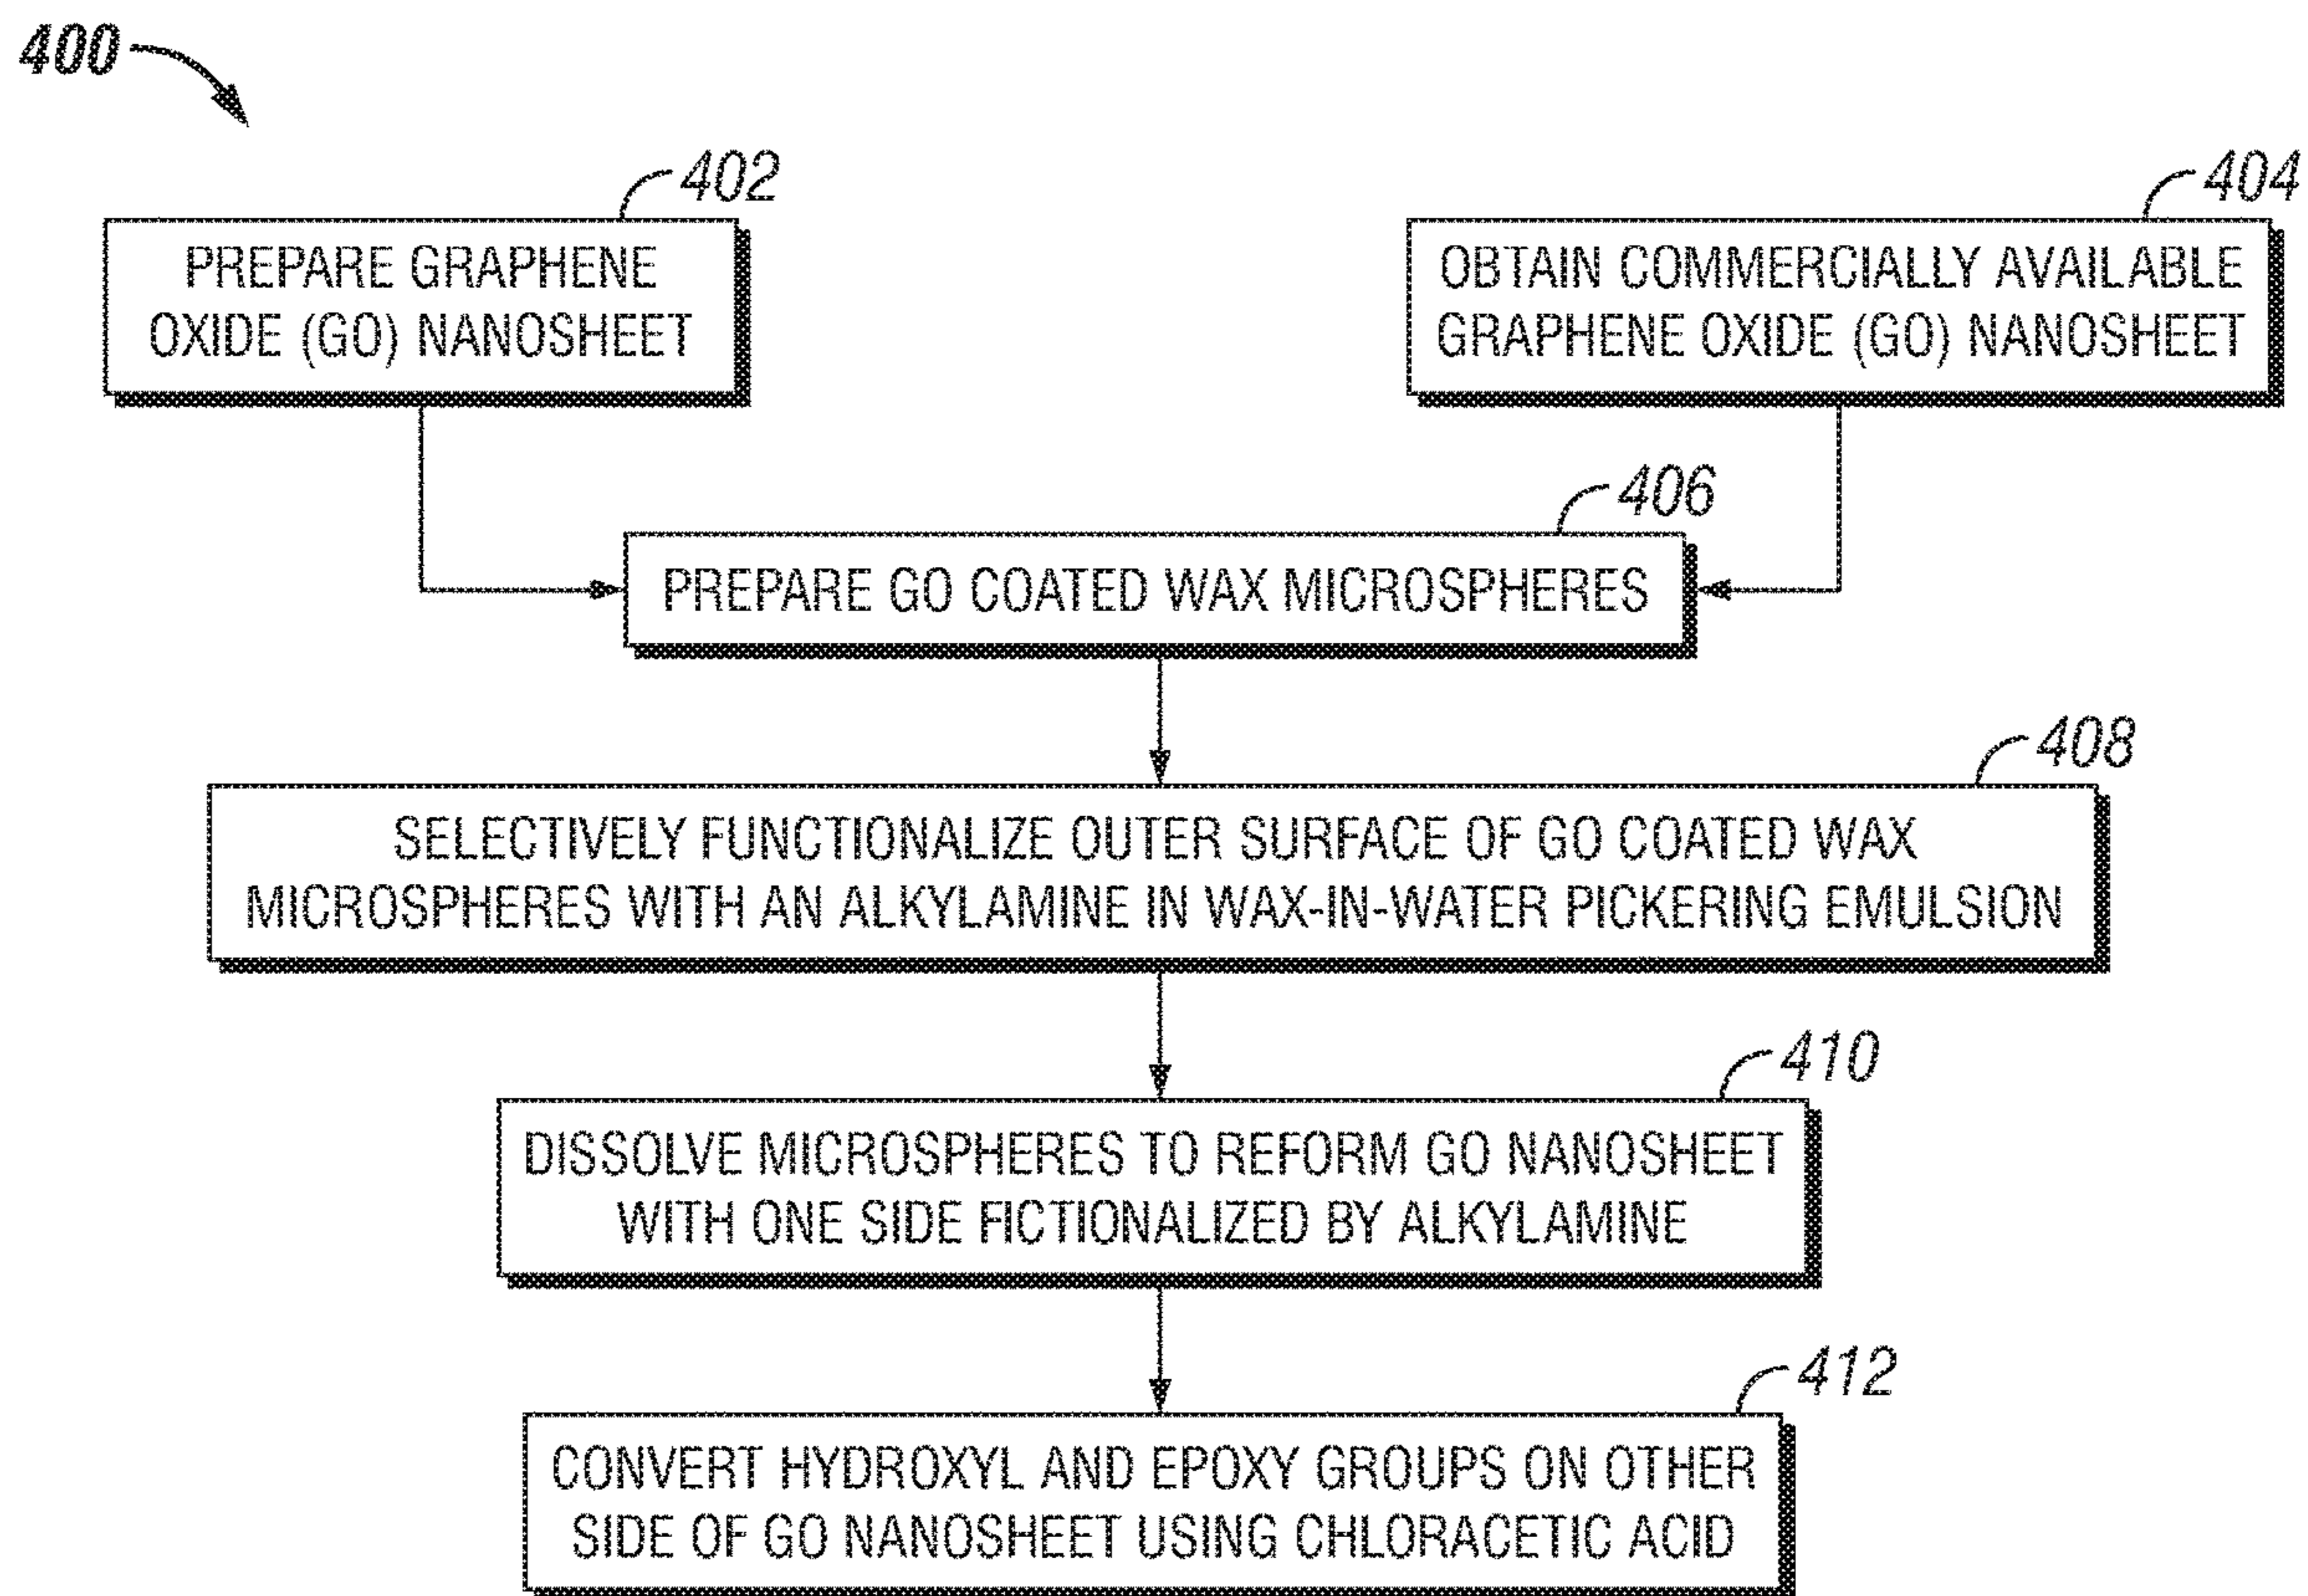 400
402
PREPARE GRAPHENE
OXIDE (GO) NANOSHEET
404
OBTAIN COMMERCIALLY AVAILABLE
GRAPHENE OXIDE (GO) NANOSHEET
406
PREPARE GO COATED WAX MICROSPHERES
408
SELECTIVELY FUNCTIONALIZE OUTER SURFACE OF GO COATED WAX
MICROSPHERES WITH AN ALKYLAMINE IN WAX-IN-WATER PICKERING EMULSION
410
DISSOLVE MICROSPHERES TO REFORM GO NANOSHEET
WITH ONE SIDE FICTIONALIZED BY ALKYLAMINE
412
CONVERT HYDROXYL AND EPOXY GROUPS ON OTHER
SIDE OF GO NANOSHEET USING CHLORACETIC ACID